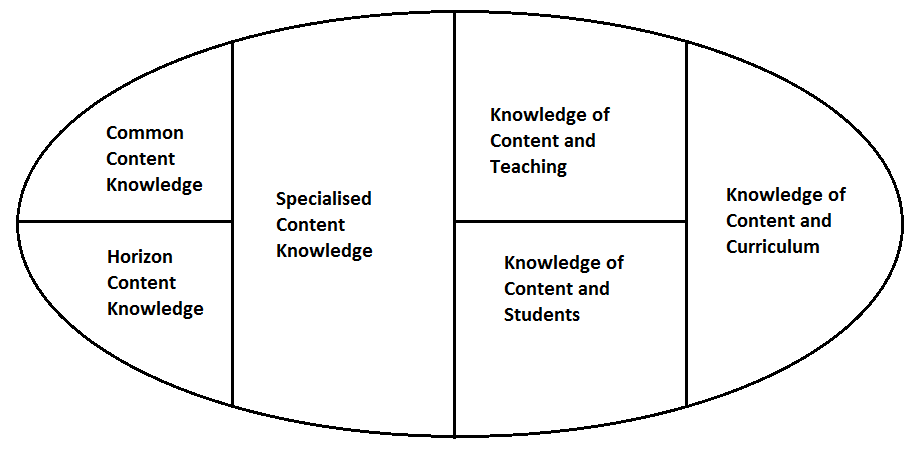 Common
Content
Knowledge
Horizon
Content
Knowledge
Specialised
Content
Knowledge
Knowledge of
Content and
Teaching
Knowledge of
Content and
Students
Knowledge of
Content and
Curriculum